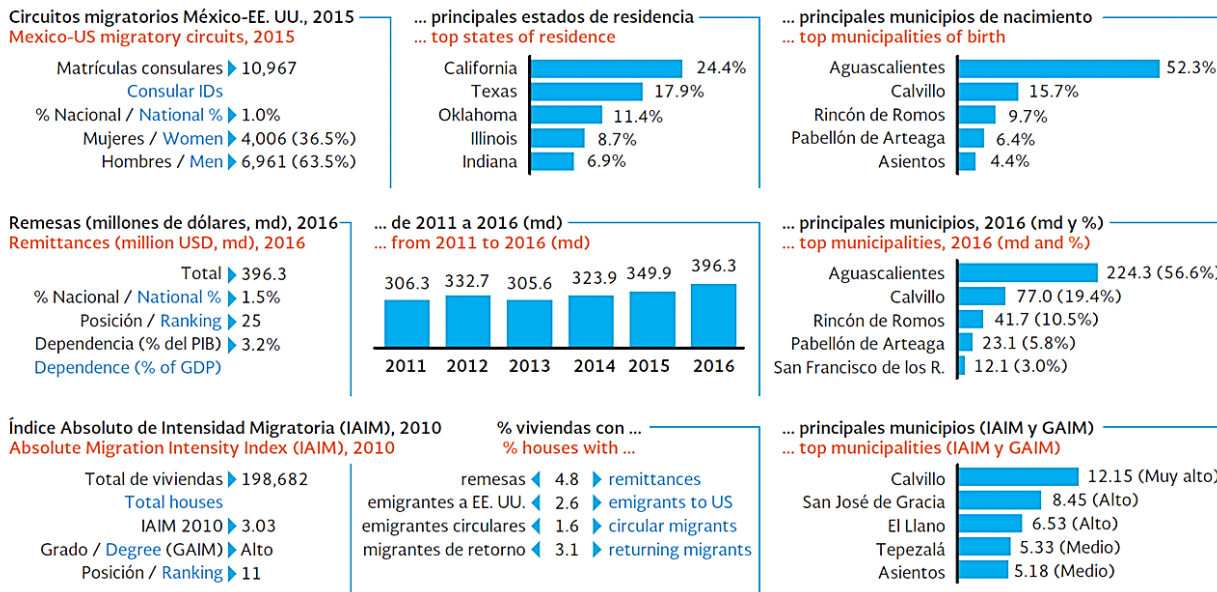 Circuitos migratorios México-EE. UU., 2015
Mexico-US migratory circuits, 2015
Matrículas consulares 10,967
Consular IDs
% Nacional / National % 1.0%
Mujeres / Women 4,006 (36.5%)
Hombres / Men 6,961 (63.5%)
... principales estados de residencia
... top states of residence
California 24.4%
Texas 17.9%
Oklahoma 11.4%
Illinois 8.7%
Indiana 6.9%
... principales municipios de nacimiento
... top municipalities of birth
Aguascalientes 52.3%
Calvillo 15.7%
Rincón de Romos 9.7%
Pabellón de Arteaga 6.4%
Asientos 4.4%
Remesas (millones de dólares, md), 2016
Remittances (million USD, md), 2016
Total 396.3
% Nacional / National % 1.5%
Posición / Ranking 25
Dependencia (% del PIB) 3.2%
Dependence (% of GDP)
... de 2011 a 2016 (md)
... from 2011 to 2016 (md)
306.3 332.7 305.6 323.9 349.9 396.3
2011 2012 2013 2014 2015 2016
... principales municipios, 2016 (md y %)
... top municipalities, 2016 (md and %)
Aguascalientes 224.3 (56.6%)
Calvillo 77.0 (19.4%)
Rincón de Romos 41.7 (10.5%)
Pabellón de Arteaga 23.1 (5.8%)
San Francisco de los R. 12.1 (3.0%)
Índice Absoluto de Intensidad Migratoria (IAIM), 2010
Absolute Migration Intensity Index (IAIM), 2010
Total de viviendas 198,682
Total houses
IAIM 2010 3.03
Grado / Degree (GAIM) Alto
Posición / Ranking 11
% viviendas con ...
% houses with ...
remesas 4.8 remittances
emigrantes a EE. UU. 2.6 emigrants to US
emigrantes circulares 1.6 circular migrants
migrantes de retorno 3.1 returning migrants
... principales municipios (IAIM y GAIM)
... top municipalities (IAIM y GAIM)
Calvillo 12.15 (Muy alto)
San José de Gracia 8.45 (Alto)
El Llano 6.53 (Alto)
Tepezalá 5.33 (Medio)
Asientos 5.18 (Medio)